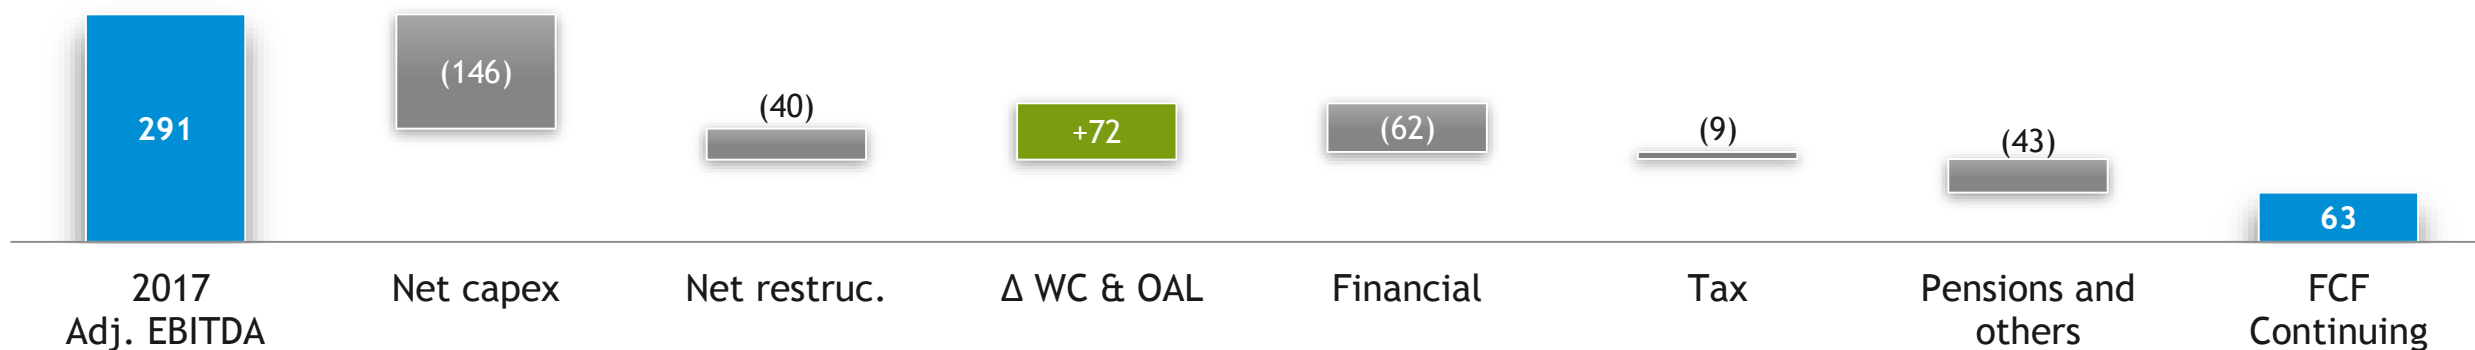 291
(146)
(40)
+72
(62)
(9)
(43)
63
2017
Adj. EBITDA
Net capex
Net restruc.
Δ WC & OAL
Financial
Tax
Pensions and
others
FCF
Continuing